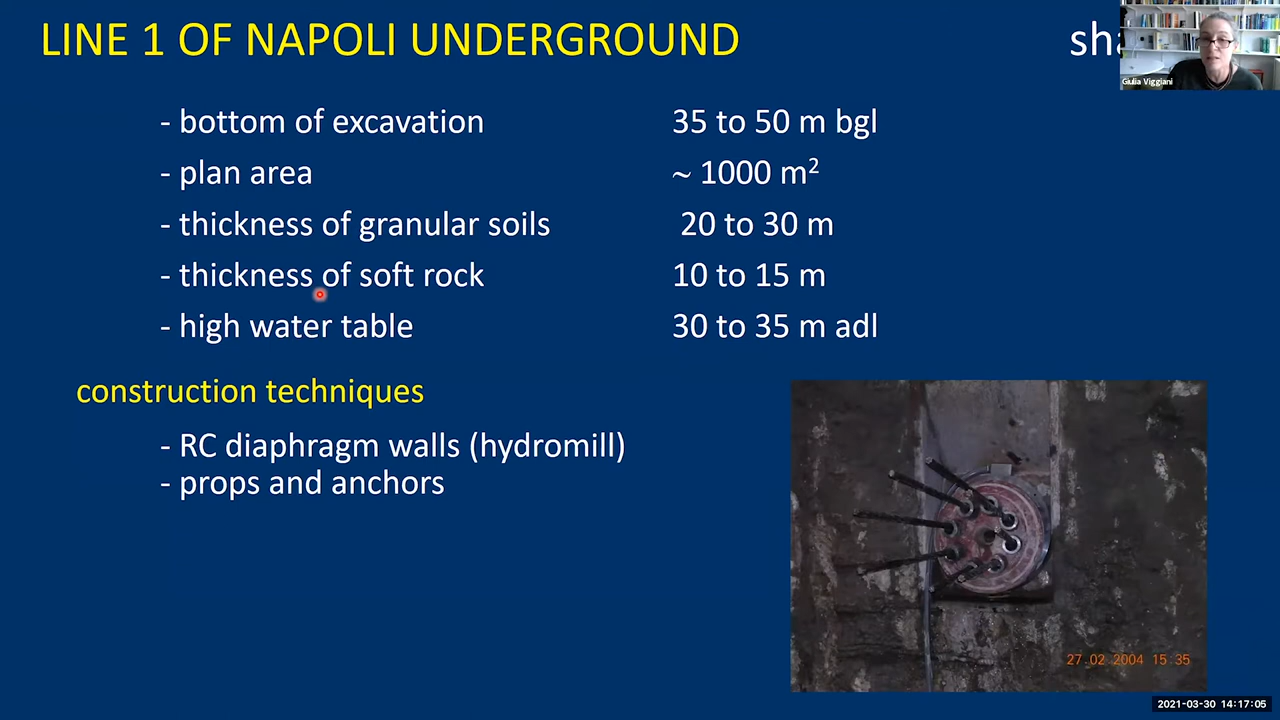 LINE 1 OF NAPOLI UNDERGROUND
Giulia Viggiani
- bottom of excavation 35 to 50 m bgl
- plan area ~ 1000 m²
- thickness of granular soils 20 to 30 m
- thickness of soft rock 10 to 15 m
- high water table 30 to 35 m adl
construction techniques
- RC diaphragm walls (hydromill)
- props and anchors
27 02 2004 15:35
2021-03-30 14:17:05